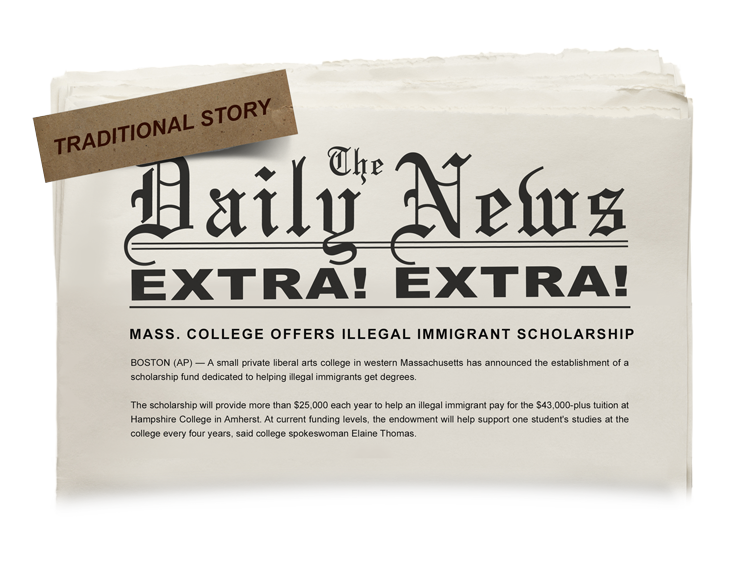 TRADITIONAL STORY
The
Daily News
EXTRA! EXTRA!
MASS. COLLEGE OFFERS ILLEGAL IMMIGRANT SCHOLARSHIP
BOSTON (AP) — A small private liberal arts college in western Massachusetts has announced the establishment of a
scholarship fund dedicated to helping illegal immigrants get degrees.
The scholarship will provide more than $25,000 each year to help an illegal immigrant pay for the $43,000-plus tuition at
Hampshire College in Amherst. At current funding levels, the endowment will help support one student's studies at the
college every four years, said college spokeswoman Elaine Thomas.